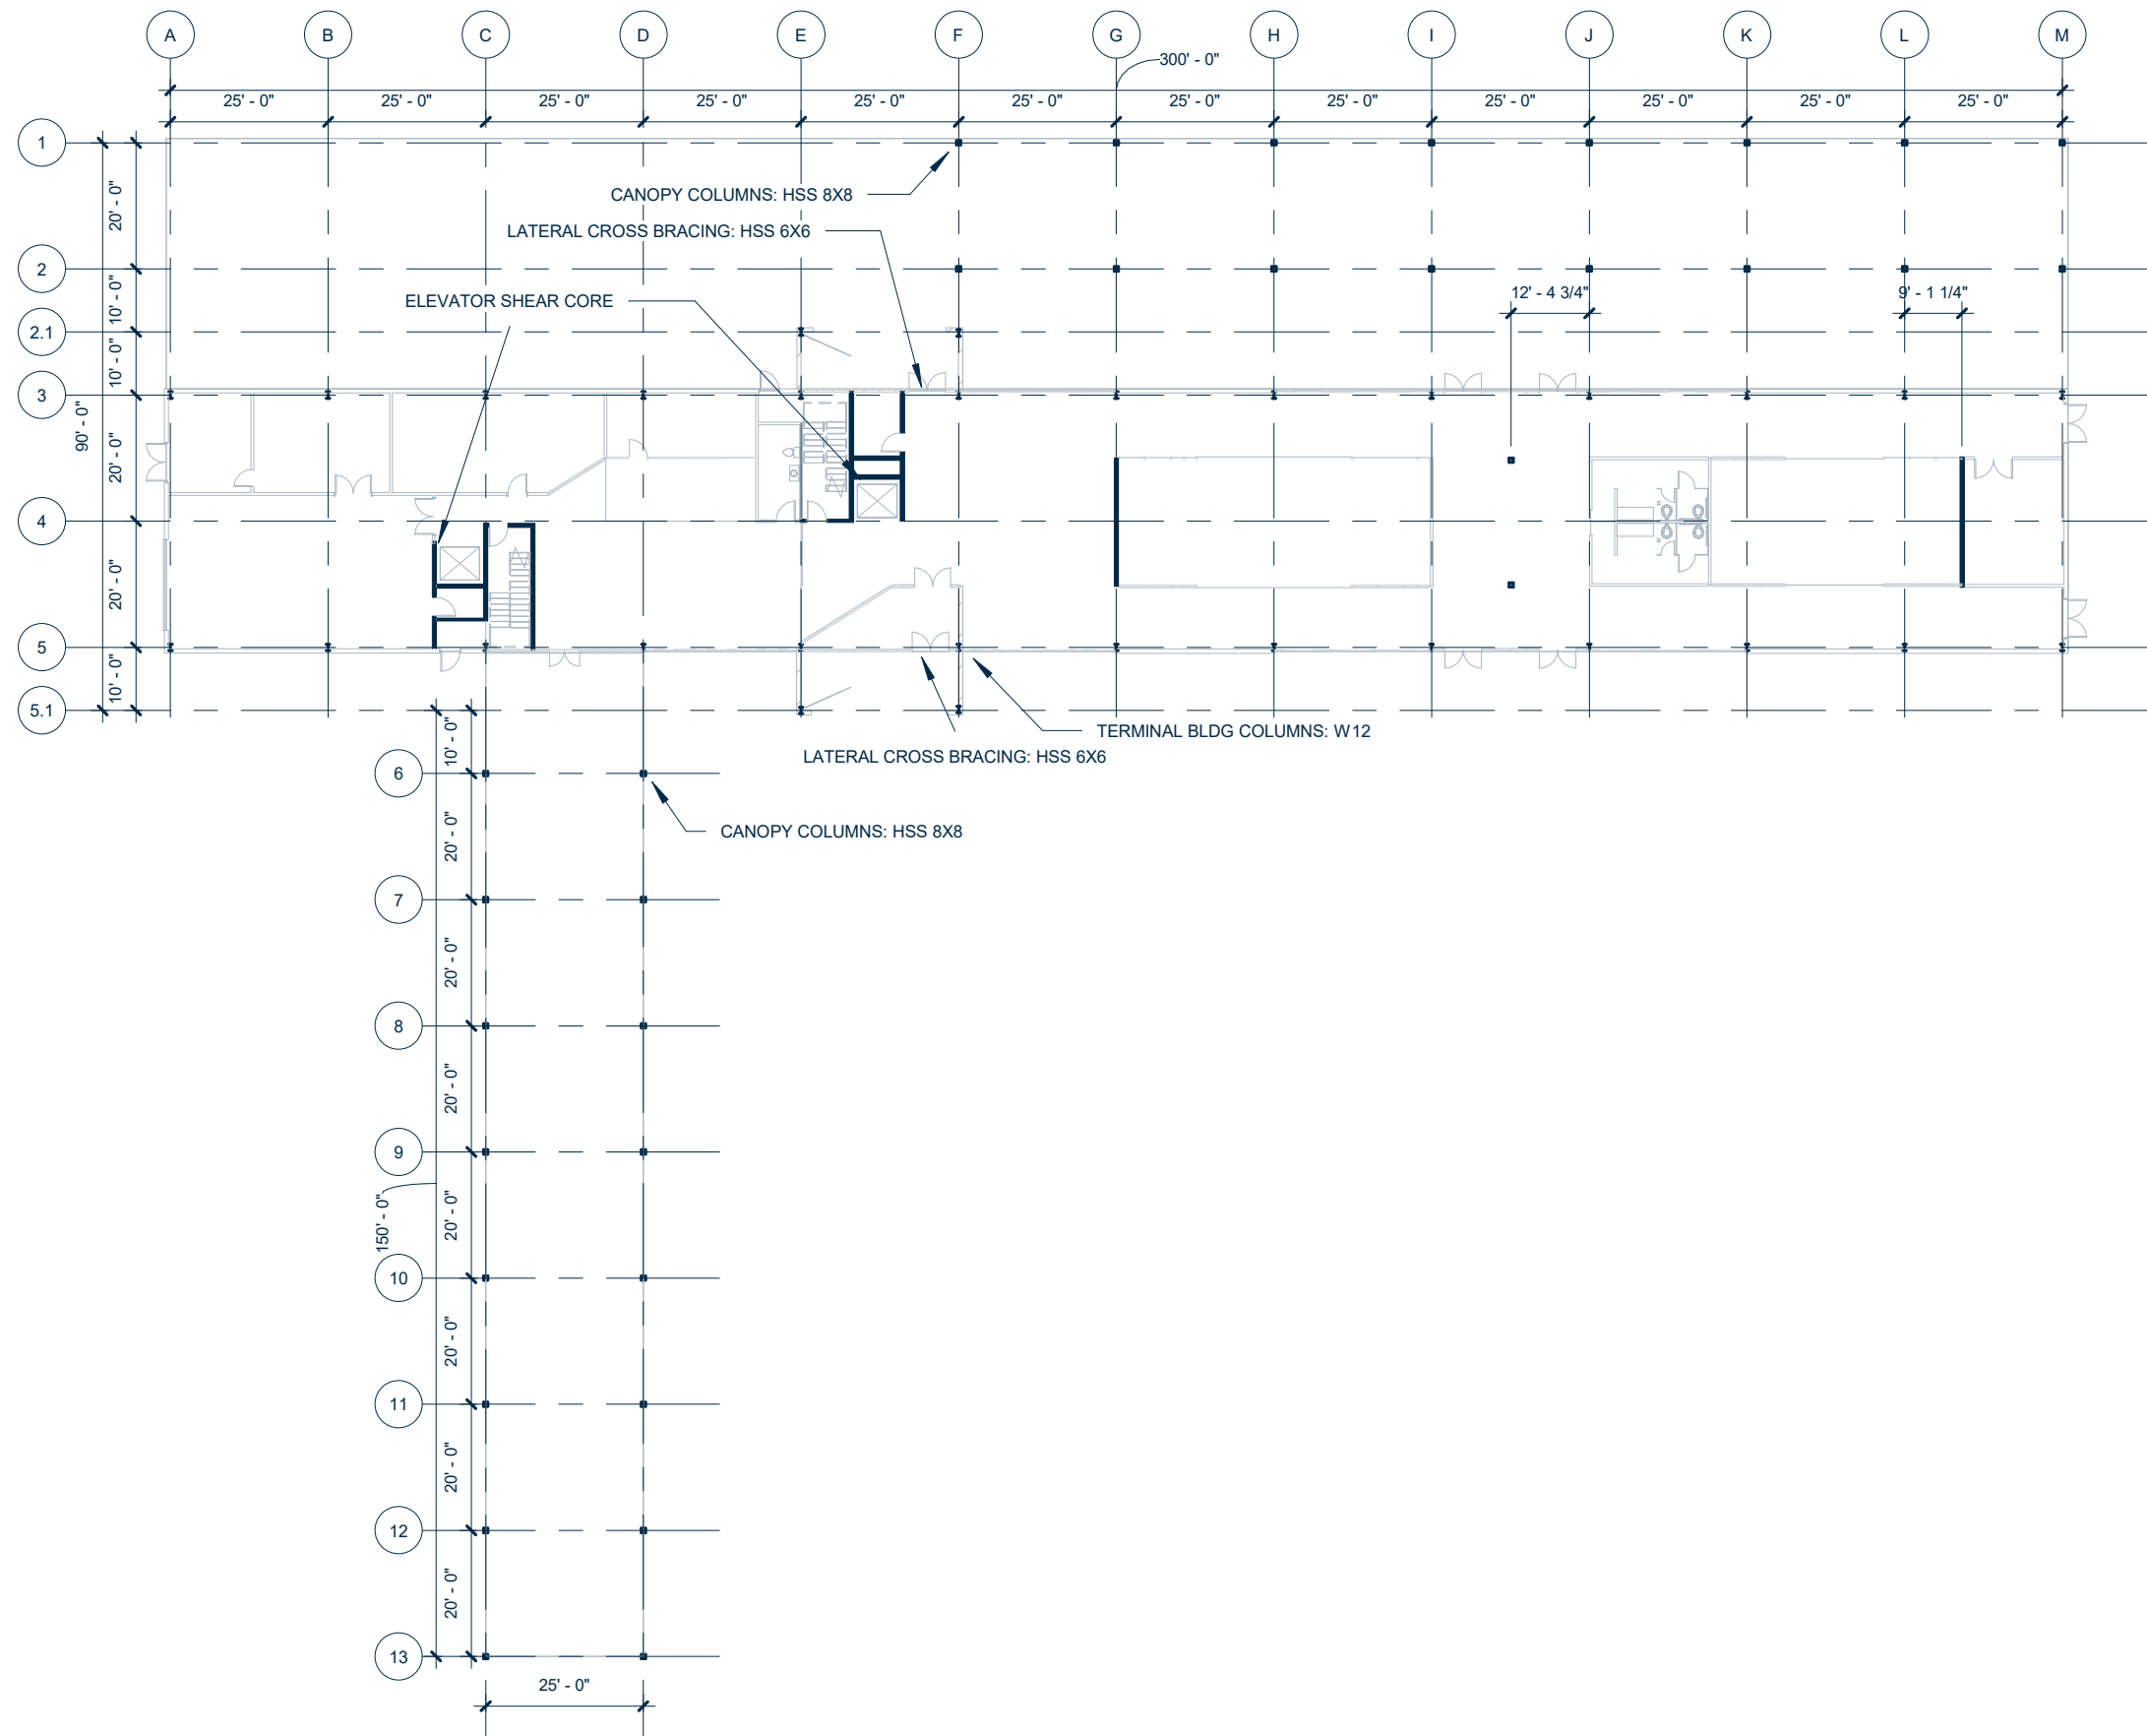 A
B
C
D
E
F
G
H
I
J
K
L
M
300' - 0"
25' - 0"
25' - 0"
25' - 0"
25' - 0"
25' - 0"
25' - 0"
25' - 0"
25' - 0"
25' - 0"
25' - 0"
25' - 0"
25' - 0"
1
20' - 0"
CANOPY COLUMNS: HSS 8X8
LATERAL CROSS BRACING: HSS 6X6
2
10' - 0"
ELEVATOR SHEAR CORE
12' - 4 3/4"
9' - 1 1/4"
2.1
10' - 0"
3
90' - 0"
20' - 0"
4
20' - 0"
5
10' - 0"
5.1
TERMINAL BLDG COLUMNS: W12
LATERAL CROSS BRACING: HSS 6X6
10' - 0"
6
CANOPY COLUMNS: HSS 8X8
20' - 0"
7
20' - 0"
8
20' - 0"
9
150' - 0"
20' - 0"
10
20' - 0"
11
20' - 0"
12
20' - 0"
13
25' - 0"